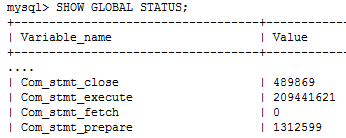 mysql> SHOW GLOBAL STATUS;
+-------------------------+-----------
| Variable_name | Value
+-------------------------+-----------
....
| Com_stmt_close | 489869
| Com_stmt_execute | 209441621
| Com_stmt_fetch | 0
| Com_stmt_prepare | 1312599